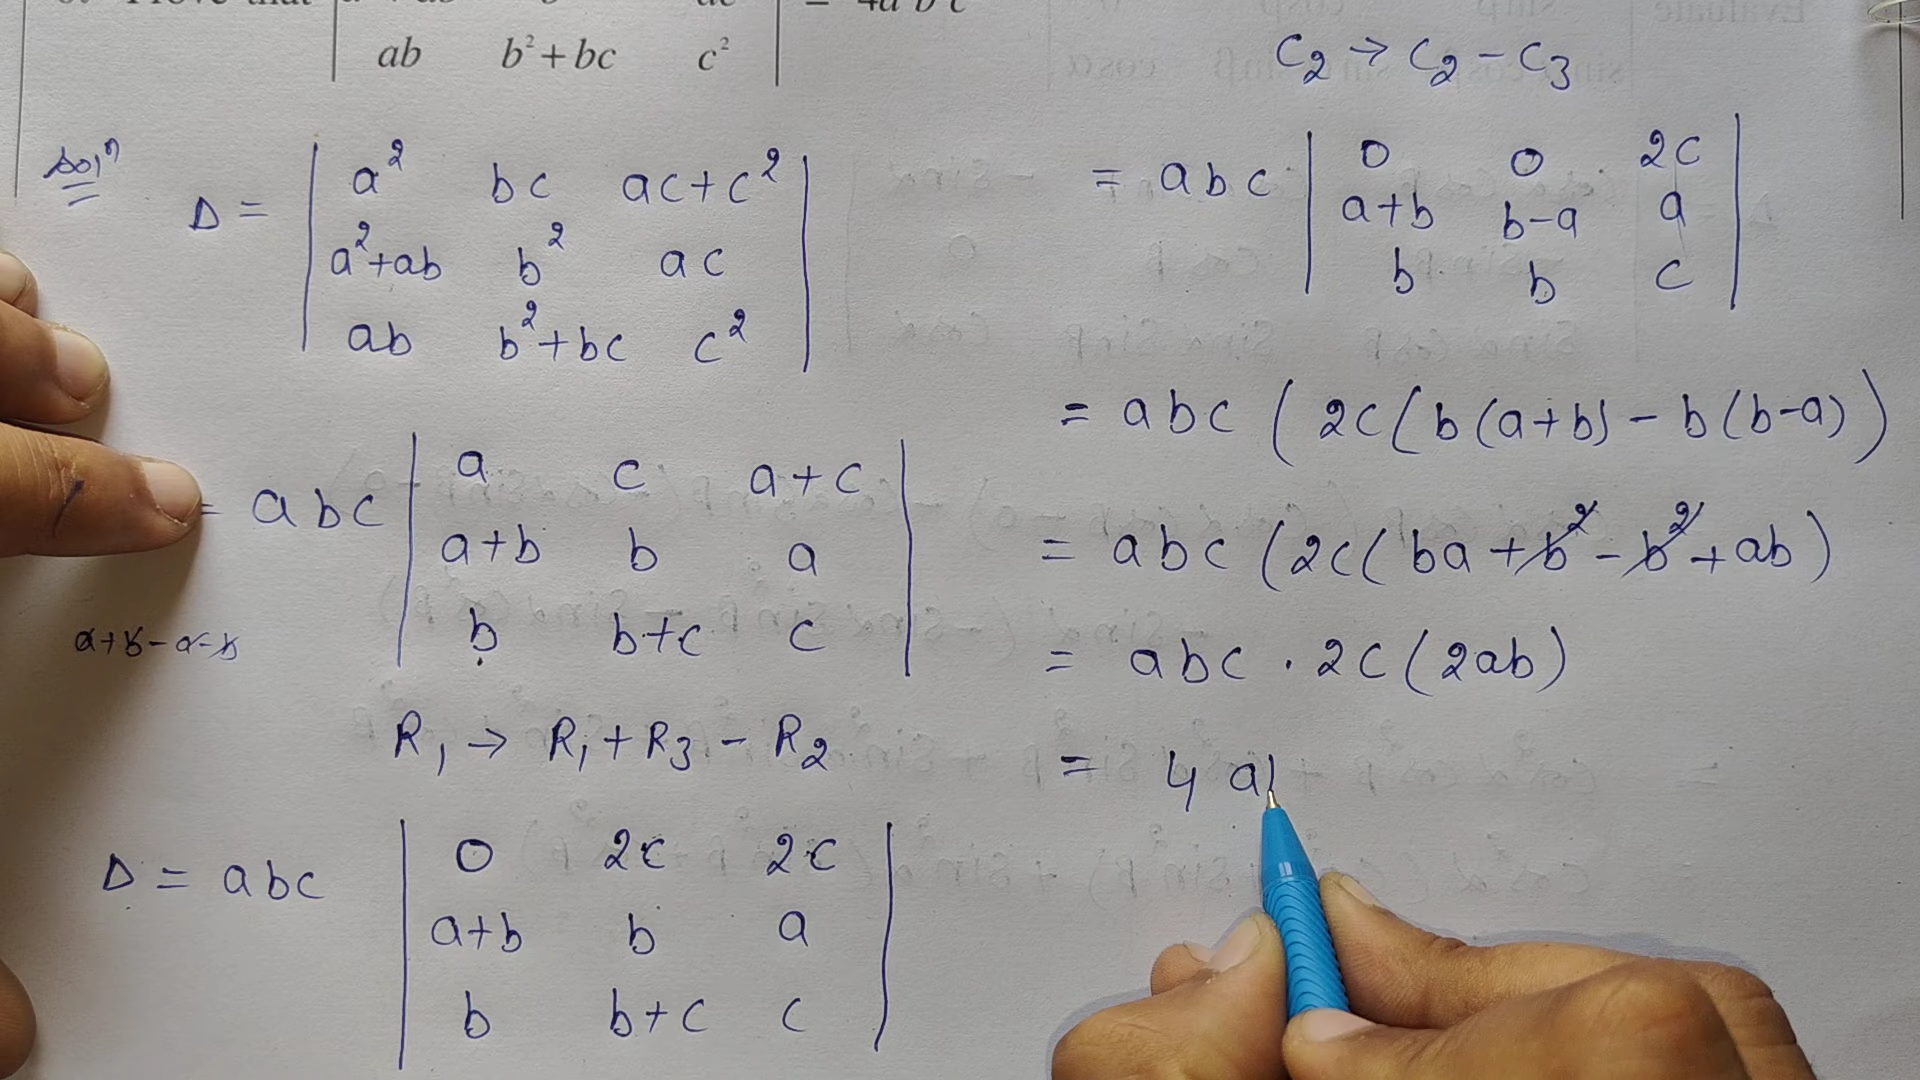 ab b²+bc c²
Solⁿ
Δ = | a² bc ac+c² |
| a²+ab b² ac |
| ab b²+bc c² |
= abc | a c a+c |
| a+b b a |
| b b+c c |
a+b-a-b
R₁ → R₁+R₃-R₂
Δ = abc | 0 2c 2c |
| a+b b a |
| b b+c c |
C₂ → C₂-C₃
= abc | 0 0 2c |
| a+b b-a a |
| b b c |
= abc (2c(b(a+b)-b(b-a))
= abc (2c(ba+b²-b²+ab)
= abc · 2c(2ab)
= 4 a